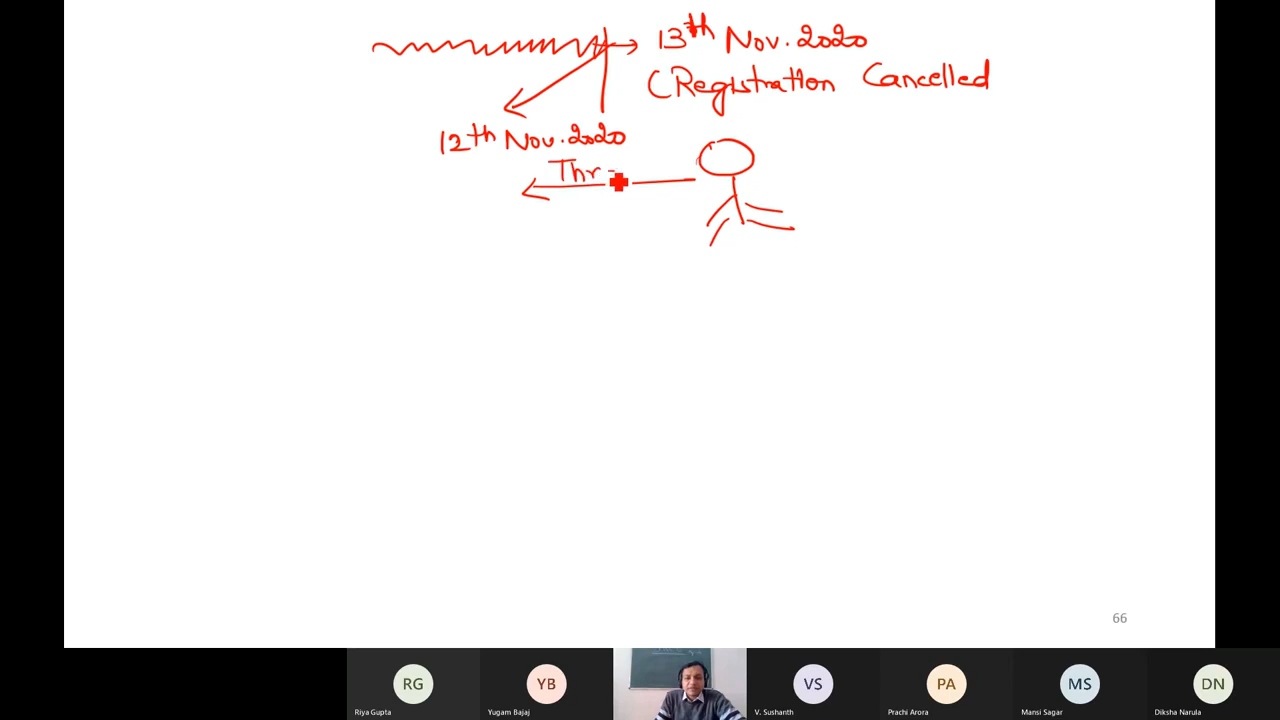 13th Nov. 2020
(Registration Cancelled
12th Nov. 2020
Thr
66
RG
YB
VS
PA
MS
DN
Riya Gupta
Yugam Bajaj
V. Sushanth
Prachi Arora
Mansi Sagar
Diksha Narula